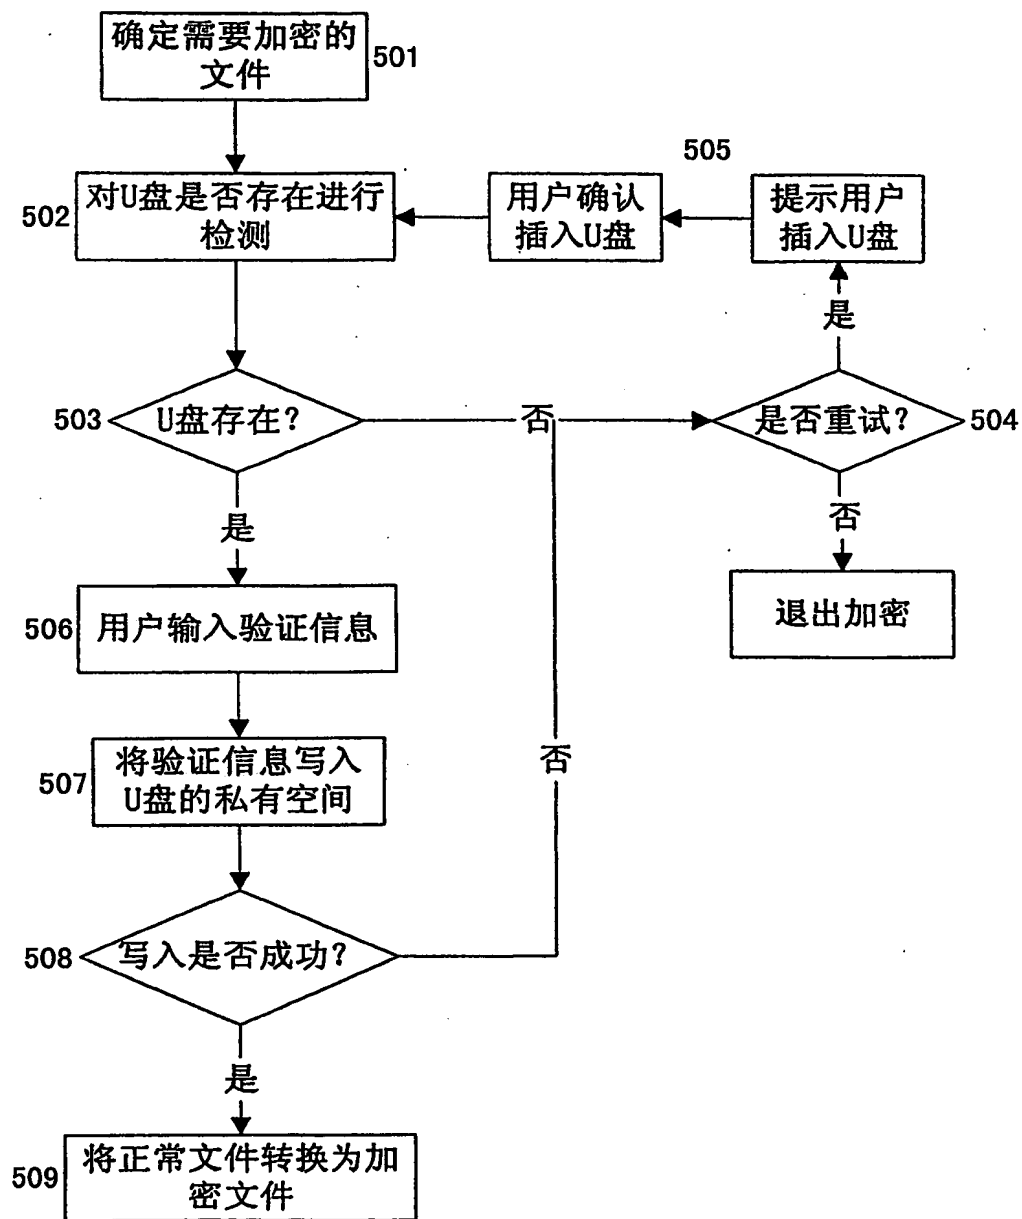 确定需要加密的
文件
501
505
502
对U盘是否存在进行
检测
用户确认
插入U盘
提示用户
插入U盘
是
503
U盘存在？
否
是否重试？
504
是
否
506
用户输入验证信息
退出加密
507
将验证信息写入
U盘的私有空间
否
508
写入是否成功？
是
509
将正常文件转换为加
密文件